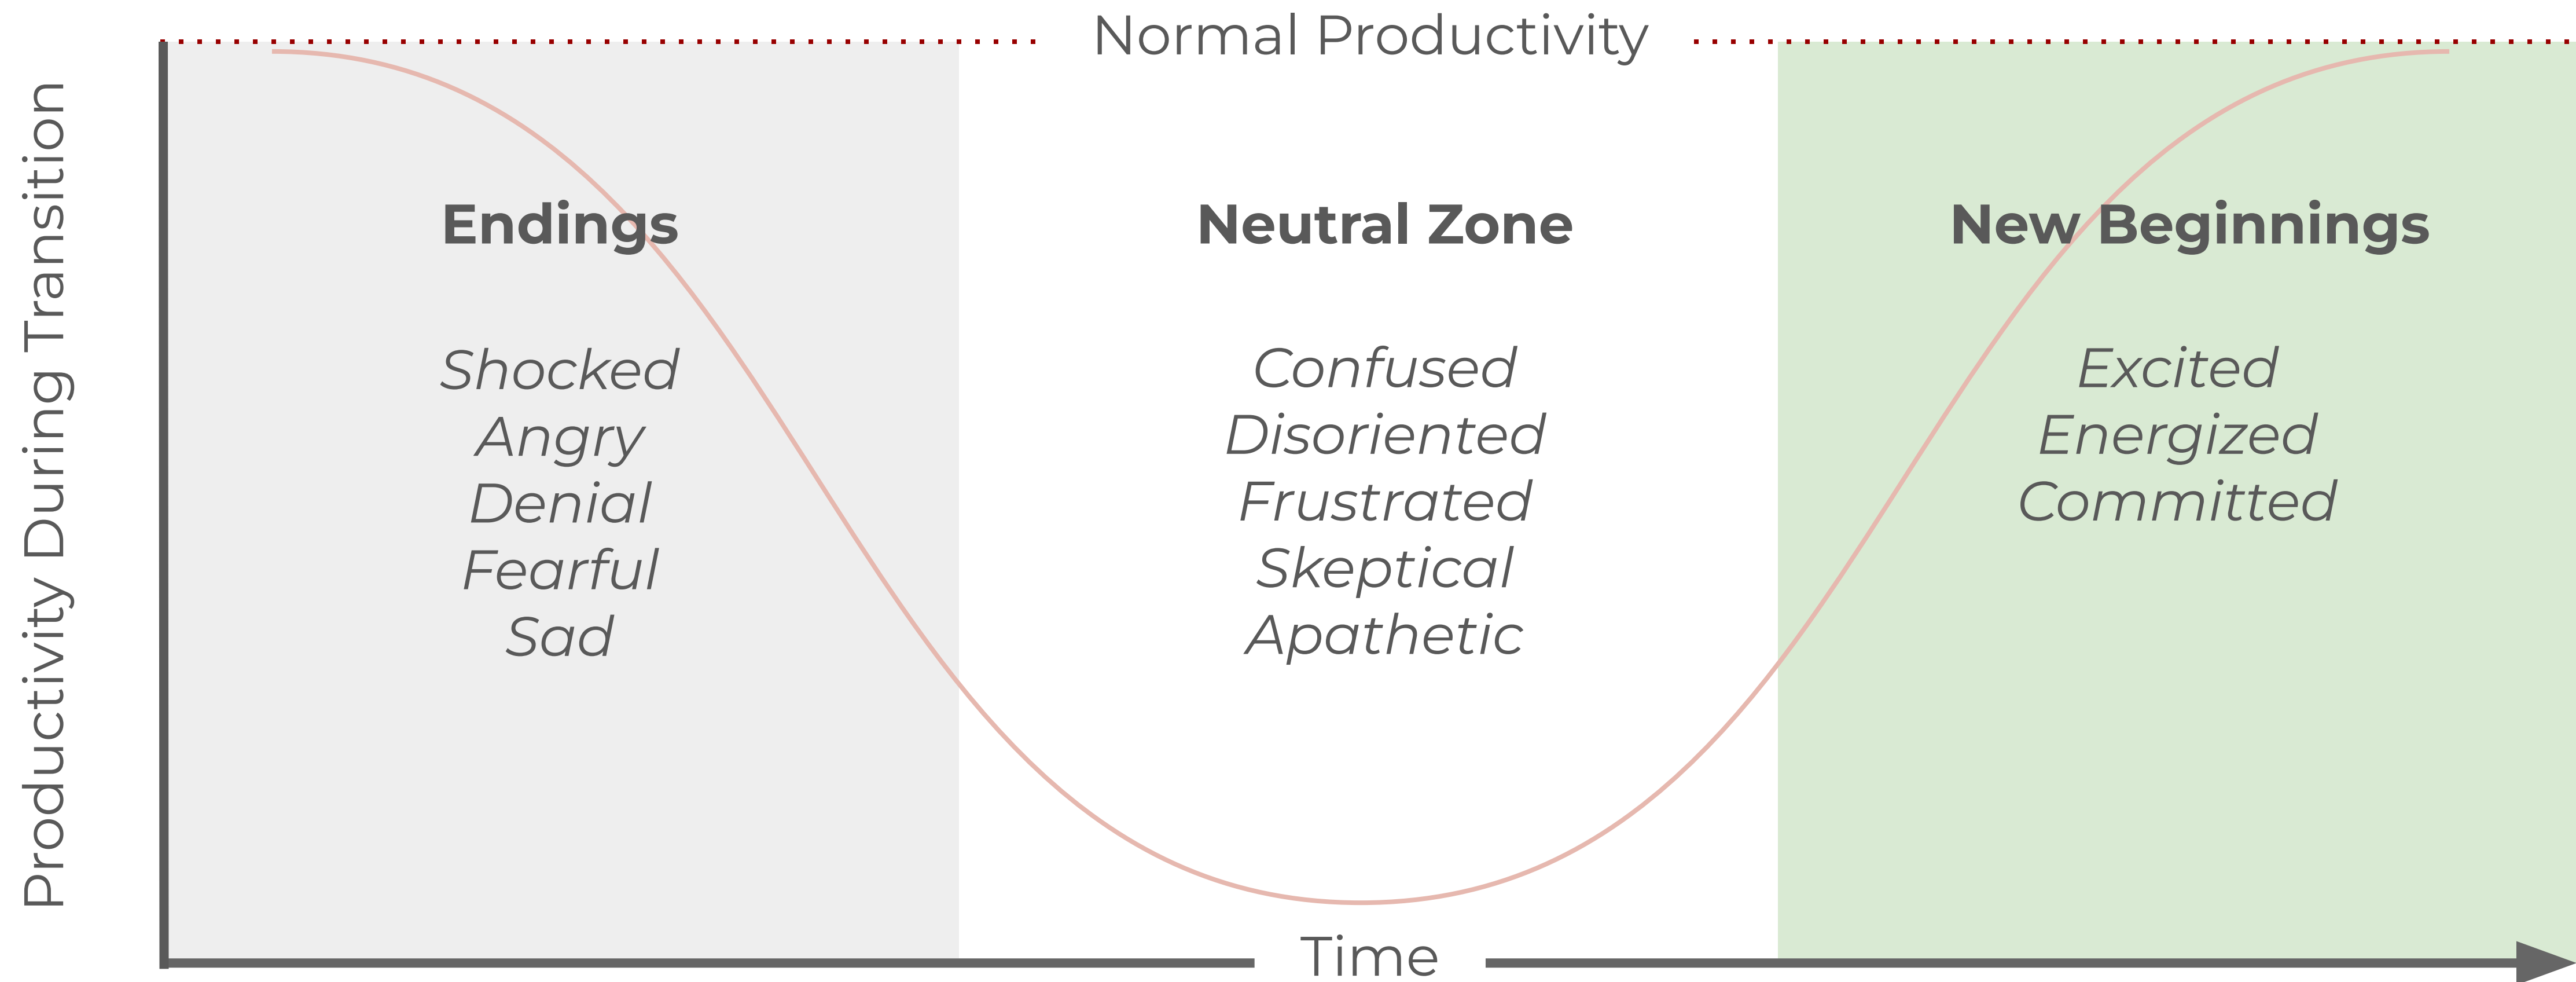 Normal Productivity
Productivity During Transition
Endings
Shocked
Angry
Denial
Fearful
Sad
Neutral Zone
Confused
Disoriented
Frustrated
Skeptical
Apathetic
New Beginnings
Excited
Energized
Committed
Time